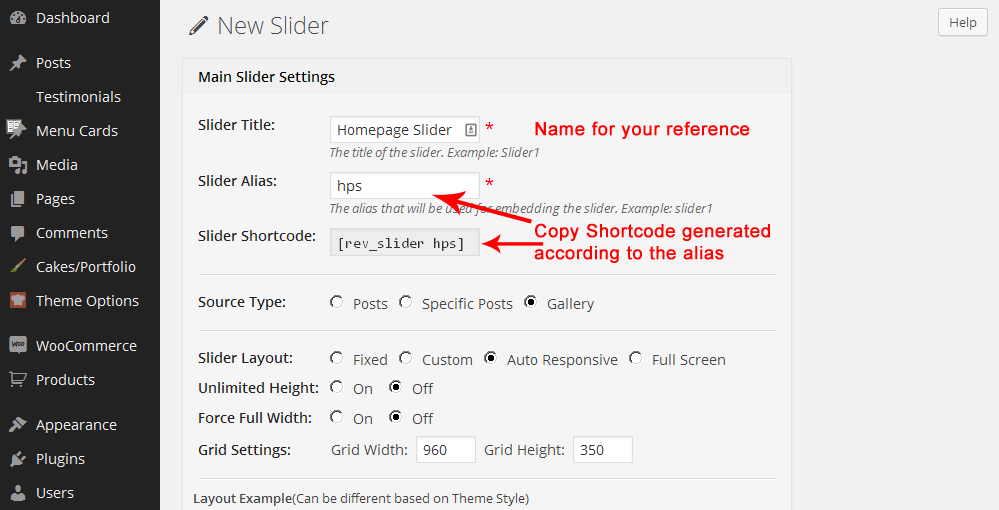 Dashboard
Posts
Testimonials
Menu Cards
Media
Pages
Comments
Cakes/Portfolio
Theme Options
WOO WooCommerce
Products
Appearance
Plugins
Users
New Slider
Help
Main Slider Settings
Slider Title: Homepage Slider * Name for your reference
The title of the slider. Example: Slider1
Slider Alias: hps *
The alias that will be used for embedding the slider. Example: slider1
Slider Shortcode: [rev_slider hps] Copy Shortcode generated
according to the alias
Source Type: Posts Specific Posts Gallery
Slider Layout: Fixed Custom Auto Responsive Full Screen
Unlimited Height: On Off
Force Full Width: On Off
Grid Settings: Grid Width: 960 Grid Height: 350
Layout Example(Can be different based on Theme Style)